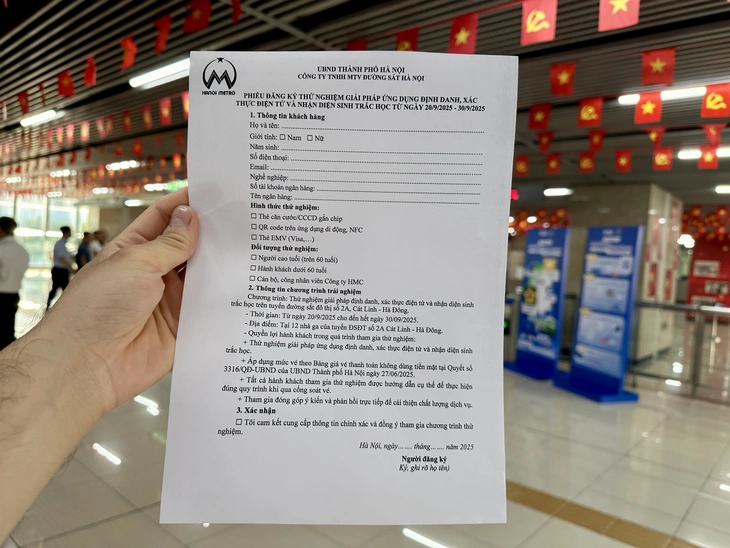 HANOI METRO
UBND THÀNH PHỐ HÀ NỘI
CÔNG TY TNHH MTV ĐƯỜNG SẮT HÀ NỘI
PHIẾU ĐĂNG KÝ THỬ NGHIỆM GIẢI PHÁP ỨNG DỤNG ĐỊNH DANH, XÁC
THỰC ĐIỆN TỬ VÀ NHẬN DIỆN SINH TRẮC HỌC TỪ NGÀY 20/9/2025 - 30/9/2025
1. Thông tin khách hàng
Họ và tên:
Giới tính: ☐ Nam ☐ Nữ
Năm sinh:
Số điện thoại:
Email:
Nghề nghiệp:
Số tài khoản ngân hàng:
Tên ngân hàng:
Hình thức thử nghiệm:
☐ Thẻ căn cước/CCCD gắn chip
☐ QR code trên ứng dụng di động, NFC
☐ Thẻ EMV (Visa,...)
Đối tượng thử nghiệm:
☐ Người cao tuổi (trên 60 tuổi)
☐ Hành khách dưới 60 tuổi
☐ Cán bộ, công nhân viên Công ty HMC
2. Thông tin chương trình trải nghiệm
Chương trình: Thử nghiệm giải pháp định danh, xác thực điện tử và nhận diện sinh
trắc học trên tuyến đường sắt đô thị số 2A, Cát Linh - Hà Đông.
- Thời gian: Từ ngày 20/9/2025 cho đến hết ngày 30/09/2025.
- Địa điểm: Tại 12 nhà ga của tuyến ĐSĐT số 2A Cát Linh - Hà Đông.
- Quyền lợi hành khách trong quá trình tham gia thử nghiệm:
+ Thử nghiệm giải pháp ứng dụng định danh, xác thực điện tử và nhận diện sinh
trắc học.
+ Áp dụng mức vé theo Bảng giá vé thanh toán không dùng tiền mặt tại Quyết số
3316/QĐ-UBND của UBND Thành phố Hà Nội ngày 27/06/2025.
+ Tất cả hành khách tham gia thử nghiệm được hướng dẫn cụ thể để thực hiện
đúng quy trình khi qua cổng soát vé.
+ Tham gia đóng góp ý kiến và phản hồi trực tiếp để cải thiện chất lượng dịch vụ.
3. Xác nhận
☐ Tôi cam kết cung cấp thông tin chính xác và đồng ý tham gia chương trình thử
nghiệm.
Hà Nội, ngày....... tháng....... năm 2025
Người đăng ký
Ký, ghi rõ họ tên)